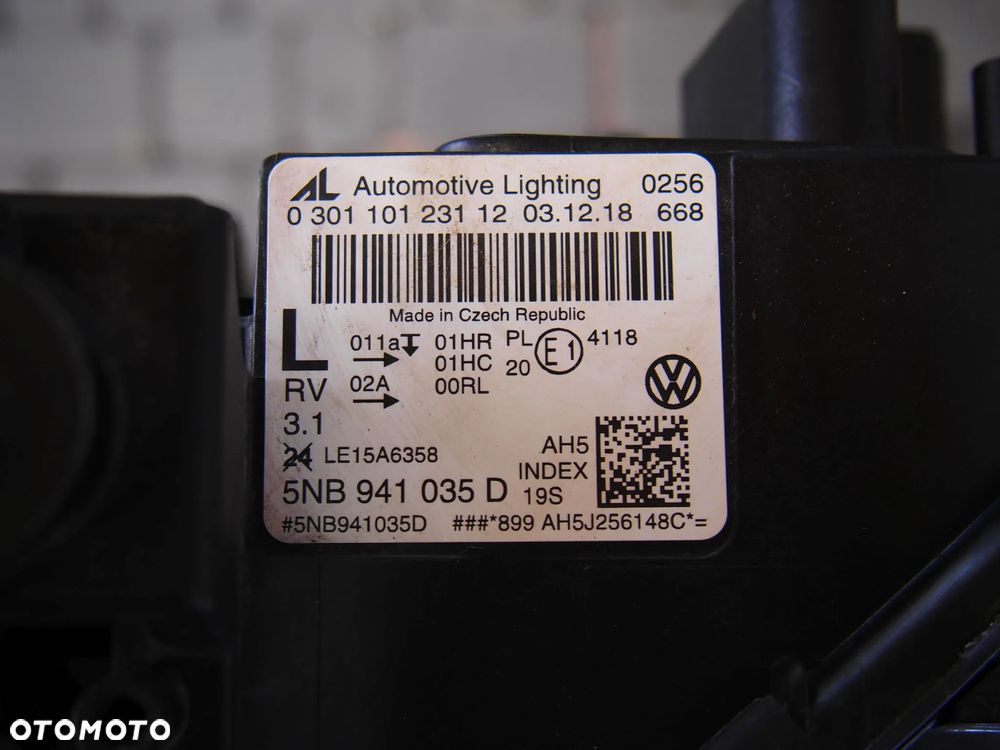 AL Automotive Lighting 0256
0 301 101 231 12 03.12.18 668
Made in Czech Republic
L 011a 01HR PL E1 4118
01HC 20
RV 02A 00RL
3.1
24 LE15A6358 AH5
INDEX
5NB 941 035 D 19S
#5NB941035D ###*899 AH5J256148C*=
OTOMOTO